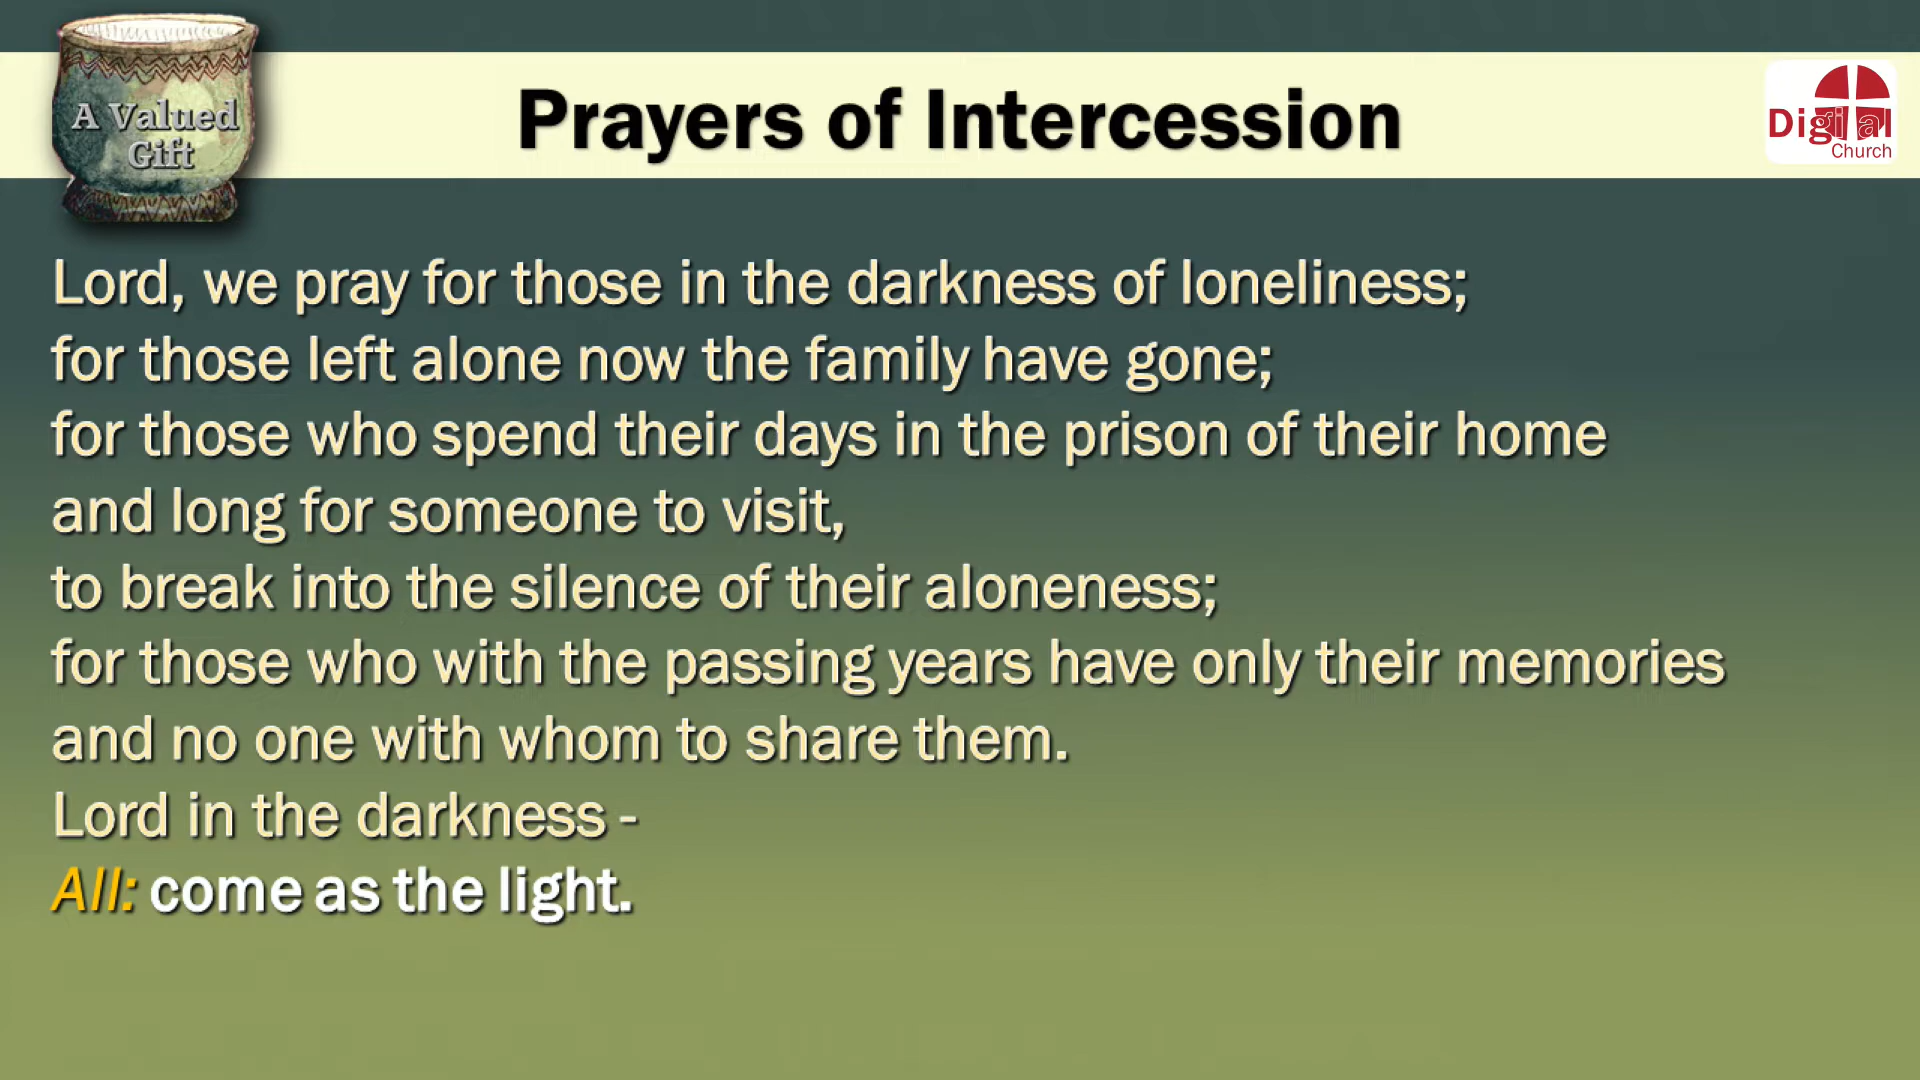 A Valued
Gift
Prayers of Intercession
Digital
Church
Lord, we pray for those in the darkness of loneliness;
for those left alone now the family have gone;
for those who spend their days in the prison of their home
and long for someone to visit,
to break into the silence of their aloneness;
for those who with the passing years have only their memories
and no one with whom to share them.
Lord in the darkness -
All: come as the light.